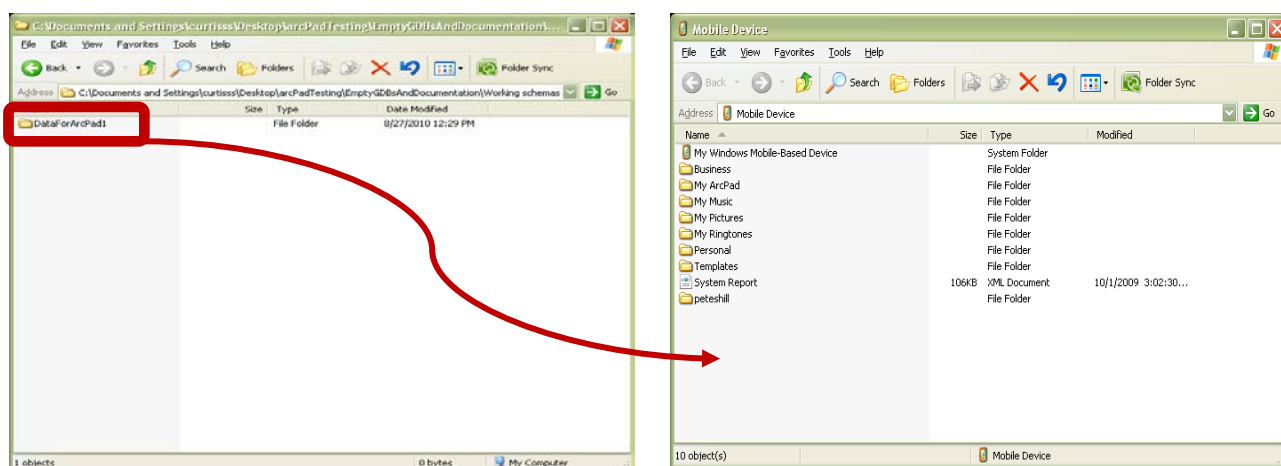 C:\Documents and Settings\curtisss\Desktop\arcPadTesting\EmptyGDBsAndDocumentation\...
File Edit View Favorites Tools Help
Back Search Folders Folder Sync
Address C:\Documents and Settings\curtisss\Desktop\arcPadTesting\EmptyGDBsAndDocumentation\Working schemas Go
Size Type Date Modified
DataForArcPad1 File Folder 8/27/2010 12:29 PM
1 objects 0 bytes My Computer
Mobile Device
File Edit View Favorites Tools Help
Back Search Folders Folder Sync
Address Mobile Device Go
Name Size Type Modified
My Windows Mobile-Based Device System Folder
Business File Folder
My ArcPad File Folder
My Music File Folder
My Pictures File Folder
My Ringtones File Folder
Personal File Folder
Templates File Folder
System Report 106KB XML Document 10/1/2009 3:02:30...
peteshill File Folder
10 object(s) Mobile Device